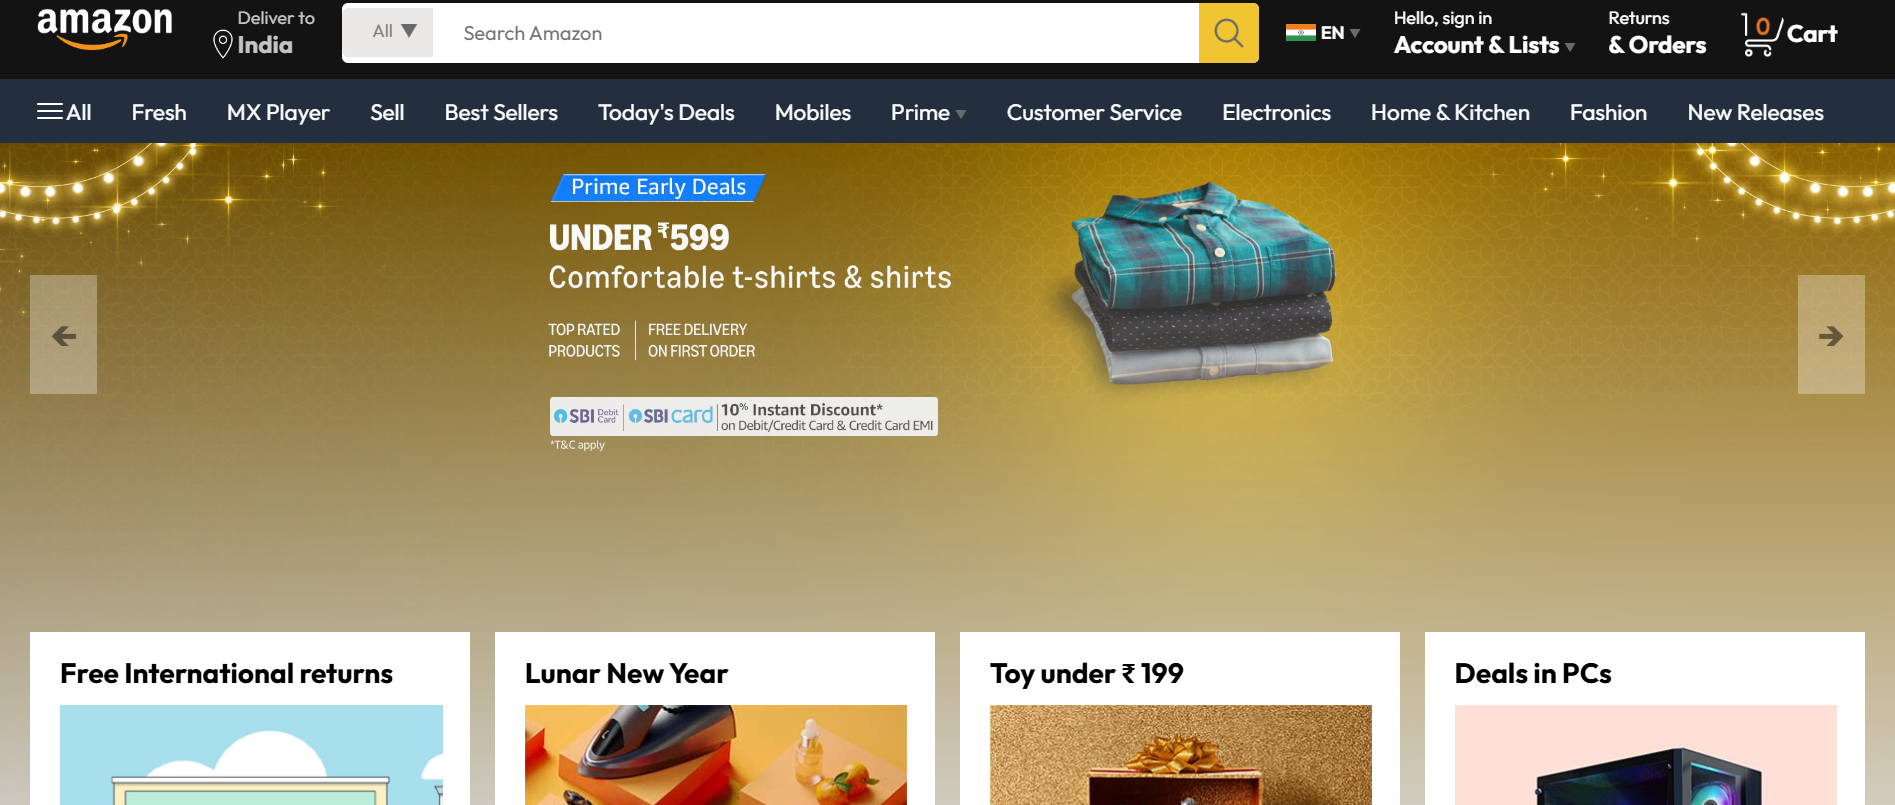 amazon
Deliver to
India
All
Search Amazon
EN
Hello, sign in
Account & Lists
Returns
& Orders
0
Cart
All Fresh MX Player Sell Best Sellers Today's Deals Mobiles Prime Customer Service Electronics Home & Kitchen Fashion New Releases
Prime Early Deals
UNDER ₹599
Comfortable t-shirts & shirts
TOP RATED
PRODUCTS
FREE DELIVERY
ON FIRST ORDER
SBI Debit Card
SBI card
10% Instant Discount*
on Debit/Credit Card & Credit Card EMI
*T&C apply
Free International returns
Lunar New Year
Toy under ₹ 199
Deals in PCs